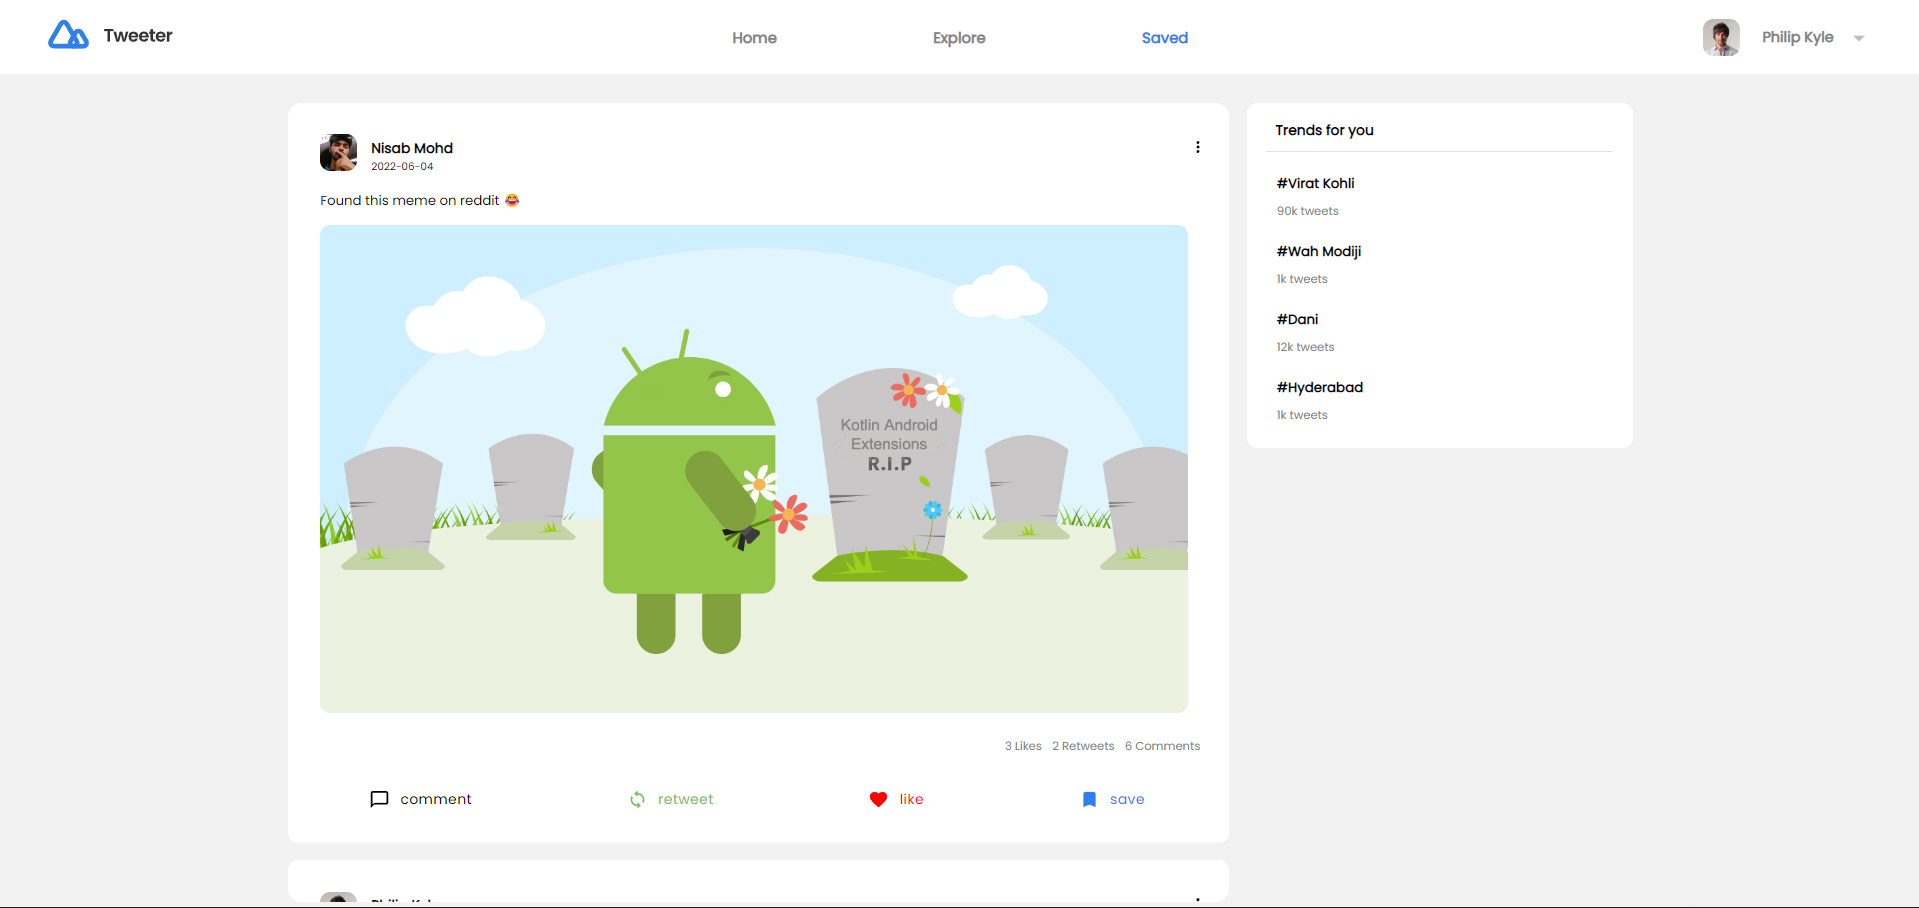 Tweeter
Home
Explore
Saved
Philip Kyle
Nisab Mohd
2022-06-04
Found this meme on reddit 😂
Kotlin Android
Extensions
R.I.P
3 Likes 2 Retweets 6 Comments
comment
retweet
like
save
Trends for you
#Virat Kohli
90k tweets
#Wah Modiji
1k tweets
#Dani
12k tweets
#Hyderabad
1k tweets